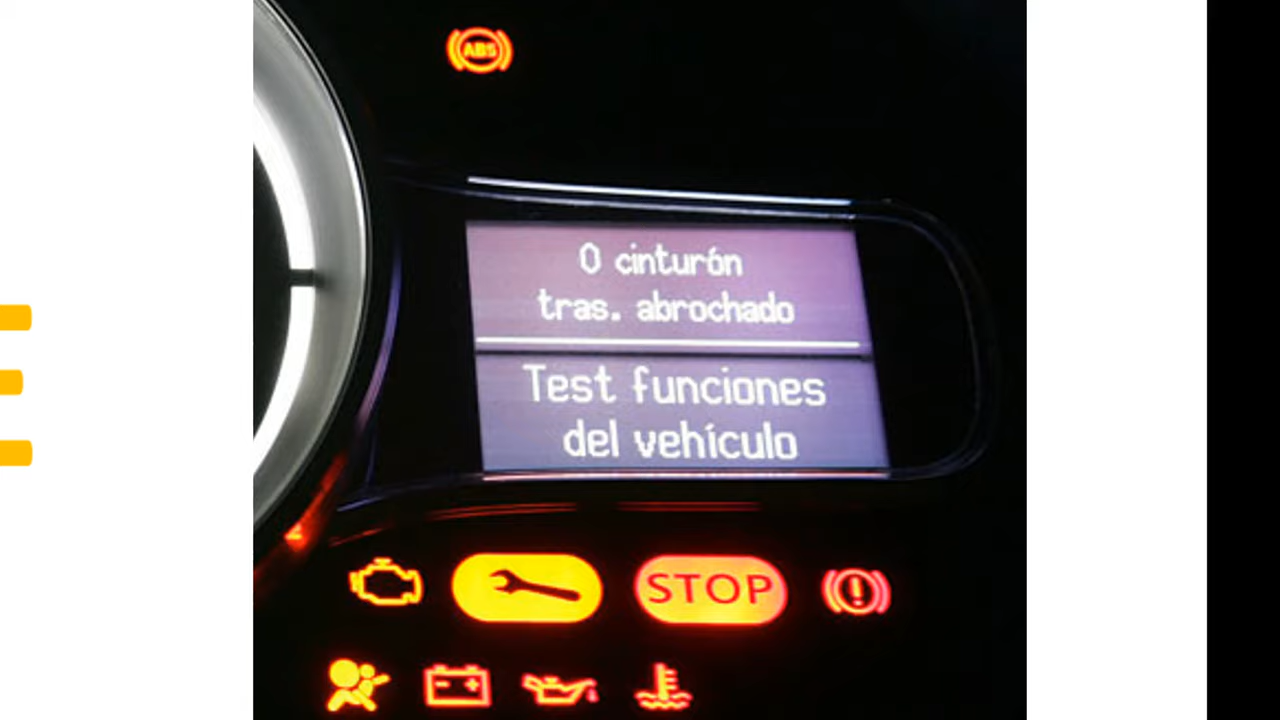 ABS
0 cinturón
tras. abrochado
Test funciones
del vehículo
STOP